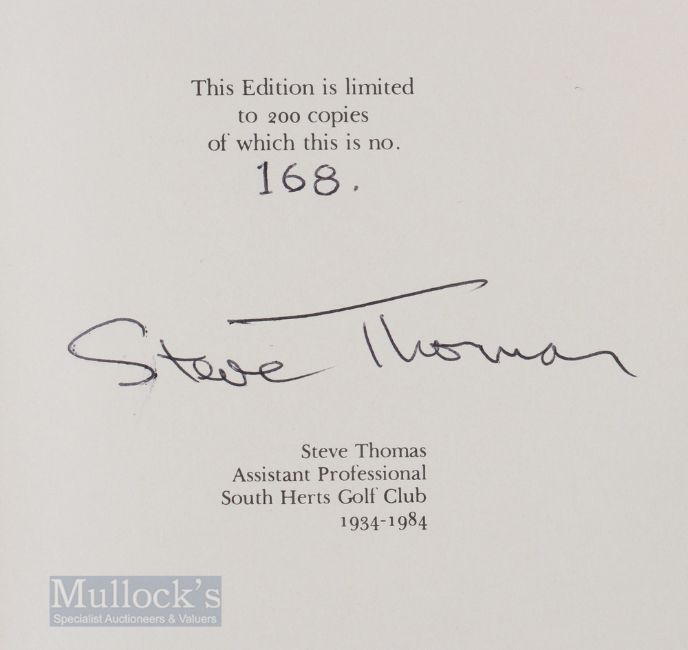 This Edition is limited
to 200 copies
of which this is no.
168.
Steve Thomas
Steve Thomas
Assistant Professional
South Herts Golf Club
1934-1984
Mullock's
Specialist Auctioneers & Valuers